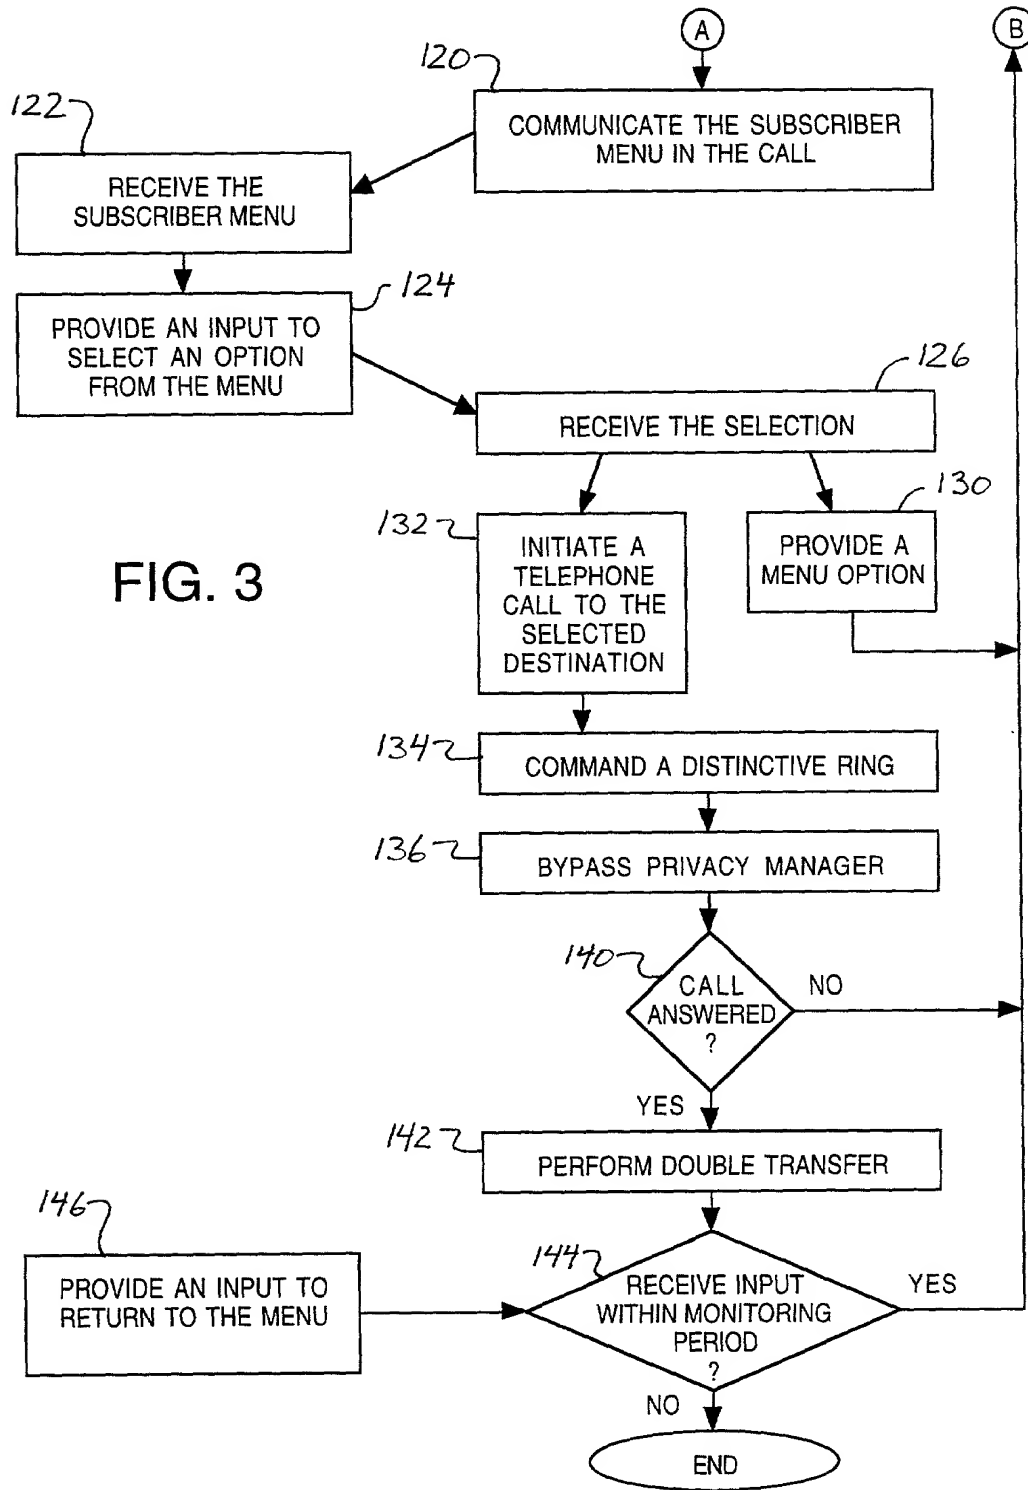 A
B
120
COMMUNICATE THE SUBSCRIBER
MENU IN THE CALL
122
RECEIVE THE
SUBSCRIBER MENU
124
PROVIDE AN INPUT TO
SELECT AN OPTION
FROM THE MENU
126
RECEIVE THE SELECTION
130
PROVIDE A
MENU OPTION
132
INITIATE A
TELEPHONE
CALL TO THE
SELECTED
DESTINATION
FIG. 3
134
COMMAND A DISTINCTIVE RING
136
BYPASS PRIVACY MANAGER
140
CALL
ANSWERED
?
NO
YES
142
PERFORM DOUBLE TRANSFER
146
PROVIDE AN INPUT TO
RETURN TO THE MENU
144
RECEIVE INPUT
WITHIN MONITORING
PERIOD
?
YES
NO
END